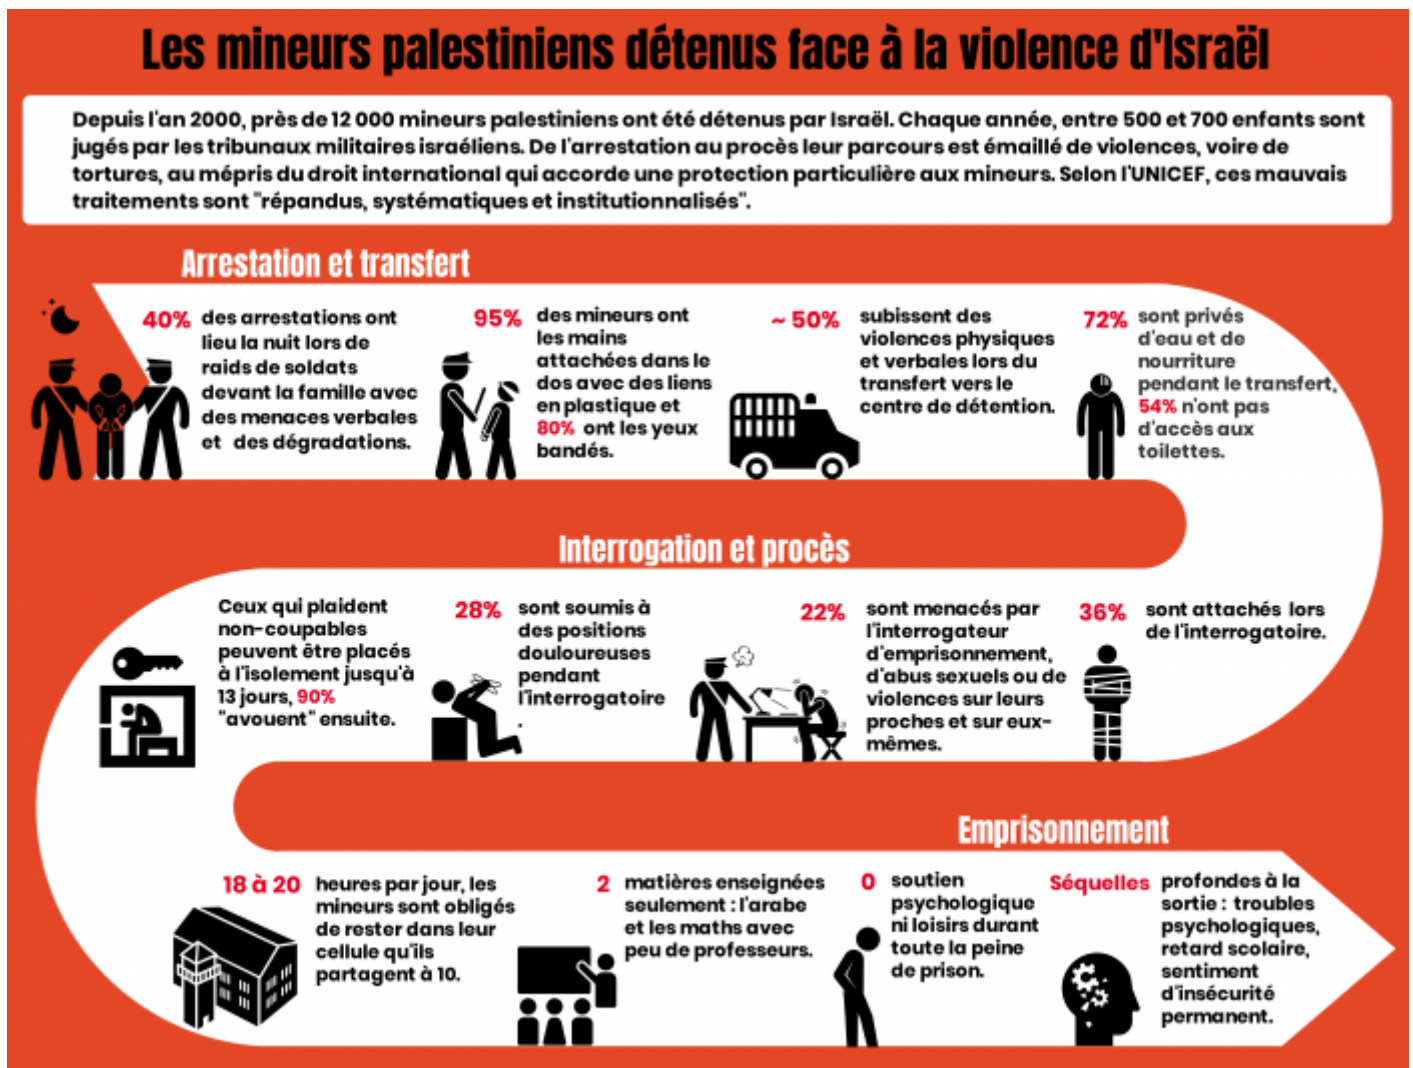 Les mineurs palestiniens détenus face à la violence d'Israël
Depuis l'an 2000, près de 12 000 mineurs palestiniens ont été détenus par Israël. Chaque année, entre 500 et 700 enfants sont
jugés par les tribunaux militaires israéliens. De l'arrestation au procès leur parcours est émaillé de violences, voire de
tortures, au mépris du droit international qui accorde une protection particulière aux mineurs. Selon l'UNICEF, ces mauvais
traitements sont "répandus, systématiques et institutionnalisés".
Arrestation et transfert
40% des arrestations ont
lieu la nuit lors de
raids de soldats
devant la famille avec
des menaces verbales
et des dégradations.
95% des mineurs ont
les mains
attachées dans le
dos avec des liens
en plastique et
80% ont les yeux
bandés.
~ 50% subissent des
violences physiques
et verbales lors du
transfert vers le
centre de détention.
72% sont privés
d'eau et de
nourriture
pendant le transfert,
54% n'ont pas
d'accès aux
toilettes.
Interrogation et procès
Ceux qui plaident
non-coupables
peuvent être placés
à l'isolement jusqu'à
13 jours, 90%
"avouent" ensuite.
28% sont soumis à
des positions
douloureuses
pendant
l'interrogatoire
.
22% sont menacés par
l'interrogateur
d'emprisonnement,
d'abus sexuels ou de
violences sur leurs
proches et sur eux-
mêmes.
36% sont attachés lors
de l'interrogatoire.
Emprisonnement
18 à 20 heures par jour, les
mineurs sont obligés
de rester dans leur
cellule qu'ils
partagent à 10.
2 matières enseignées
seulement : l'arabe
et les maths avec
peu de professeurs.
0 soutien
psychologique
ni loisirs durant
toute la peine
de prison.
Séquelles profondes à la
sortie : troubles
psychologiques,
retard scolaire,
sentiment
d'insécurité
permanent.